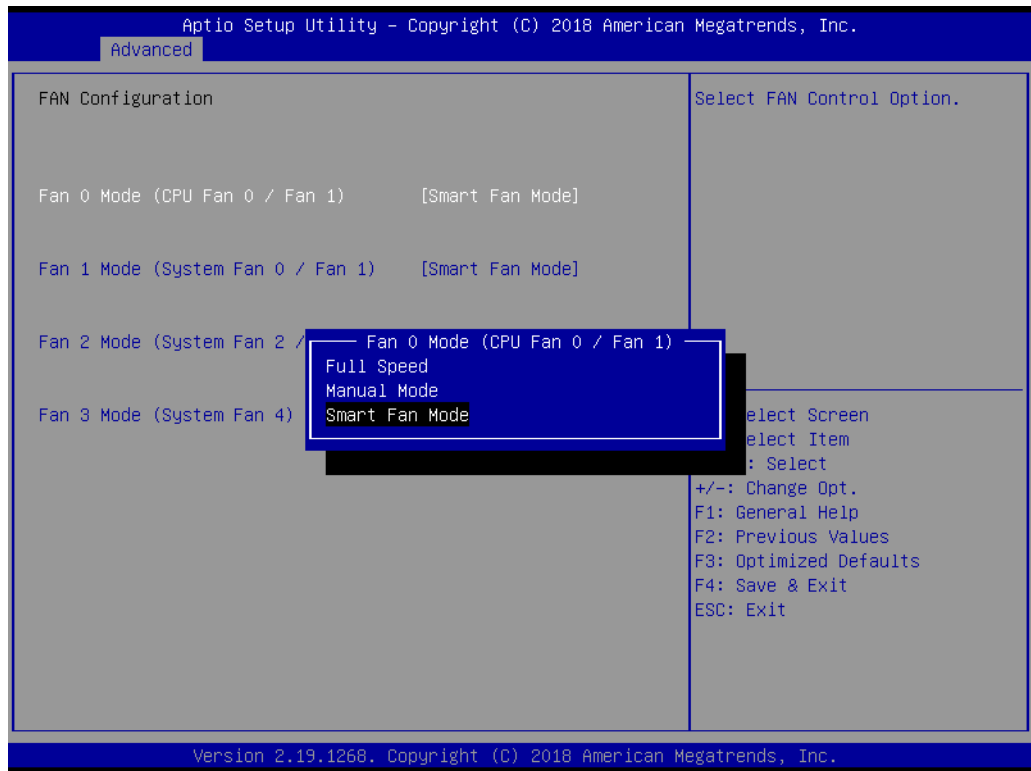 Aptio Setup Utility – Copyright (C) 2018 American Megatrends, Inc.
Advanced
FAN Configuration
Select FAN Control Option.
Fan 0 Mode (CPU Fan 0 / Fan 1) [Smart Fan Mode]
Fan 1 Mode (System Fan 0 / Fan 1) [Smart Fan Mode]
Fan 2 Mode (System Fan 2 /
Fan 3 Mode (System Fan 4)
Fan 0 Mode (CPU Fan 0 / Fan 1)
Full Speed
Manual Mode
Smart Fan Mode
elect Screen
elect Item
: Select
+/-: Change Opt.
F1: General Help
F2: Previous Values
F3: Optimized Defaults
F4: Save & Exit
ESC: Exit
Version 2.19.1268. Copyright (C) 2018 American Megatrends, Inc.